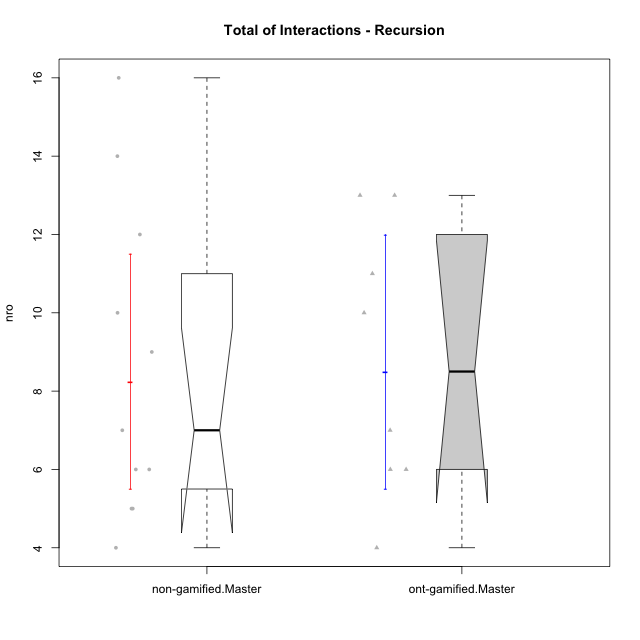 Total of Interactions - Recursion
16
14
12
10
8
6
4
nro
non-gamified.Master
ont-gamified.Master